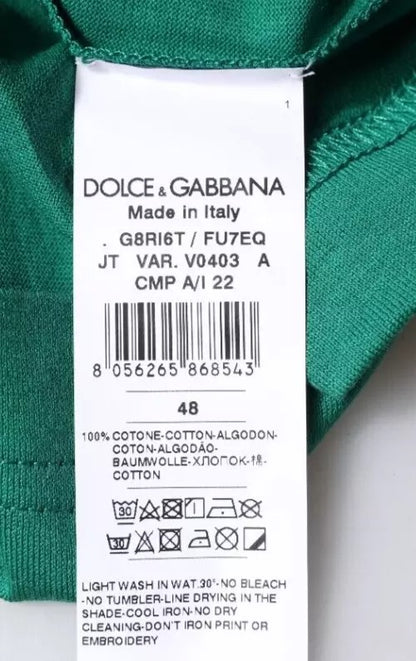 1
DOLCE & GABBANA
Made in Italy
. G8RI6T / FU7EQ
JT VAR. V0403 A
CMP A/I 22
8 056265 868543
48
100% COTONE-COTTON-ALGODON-
COTON-ALGODÃO-
BAUMWOLLE-ХЛОПОК-棉-
COTTON
30
30
LIGHT WASH IN WAT.30°-NO BLEACH
-NO TUMBLER-LINE DRYING IN THE
SHADE-COOL IRON-NO DRY
CLEANING-DON'T IRON PRINT OR
EMBROIDERY